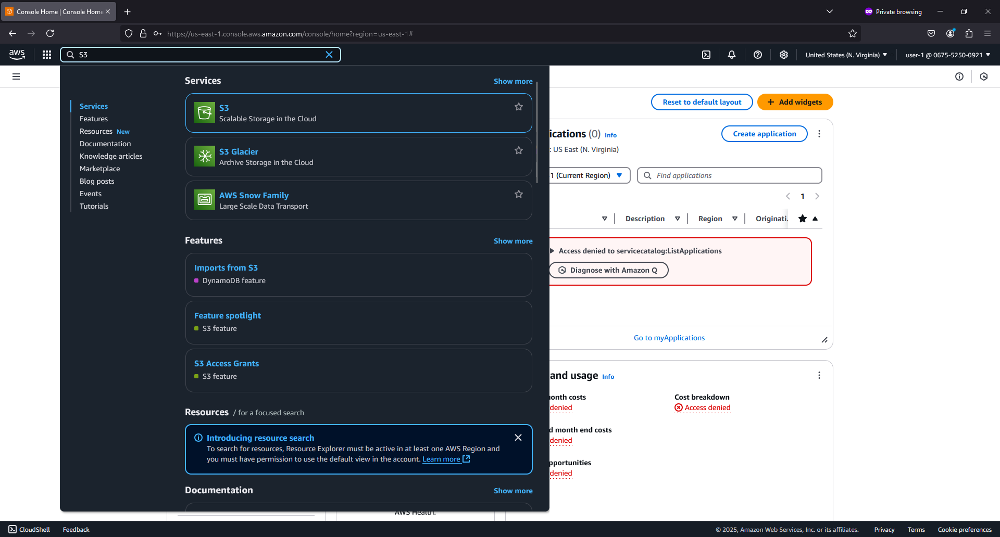 Console Home | Console Home
Private browsing
https://us-east-1.console.aws.amazon.com/console/home?region=us-east-1#
aws
S3
United States (N. Virginia)
user-1 @ 0675-5250-0921
Services
Features
Resources New
Documentation
Knowledge articles
Marketplace
Blog posts
Events
Tutorials
Services
Show more
S3
Scalable Storage in the Cloud
S3 Glacier
Archive Storage in the Cloud
AWS Snow Family
Large Scale Data Transport
Features
Show more
Imports from S3
DynamoDB feature
Feature spotlight
S3 feature
S3 Access Grants
S3 feature
Resources / for a focused search
Introducing resource search
To search for resources, Resource Explorer must be active in at least one AWS Region and
you must have permission to use the default view in the account. Learn more
Documentation
Show more
Reset to default layout
Add widgets
ications (0) Info
Create application
: US East (N. Virginia)
-1 (Current Region)
Find applications
1
Description
Region
Originati.
Access denied to servicecatalog:ListApplications
Diagnose with Amazon Q
Go to myApplications
and usage Info
onth costs
denied
Cost breakdown
Access denied
d month end costs
denied
pportunities
denied
AWS Health.
CloudShell
Feedback
© 2025, Amazon Web Services, Inc. or its affiliates.
Privacy
Terms
Cookie preferences